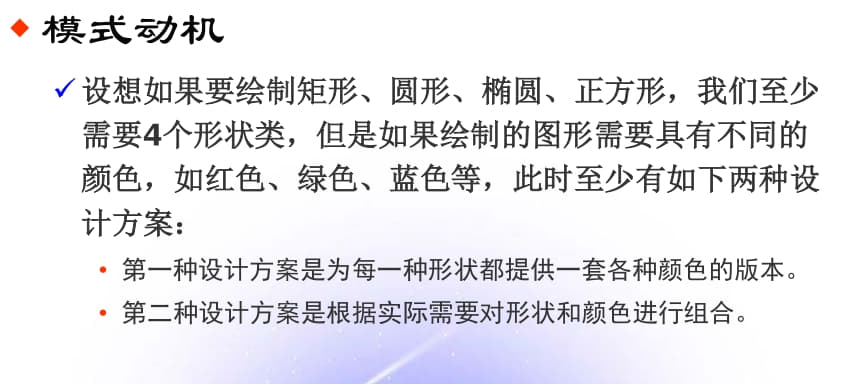 模式动机
设想如果要绘制矩形、圆形、椭圆、正方形，我们至少
需要4个形状类，但是如果绘制的图形需要具有不同的
颜色，如红色、绿色、蓝色等，此时至少有如下两种设
计方案：
第一种设计方案是为每一种形状都提供一套各种颜色的版本。
第二种设计方案是根据实际需要对形状和颜色进行组合。